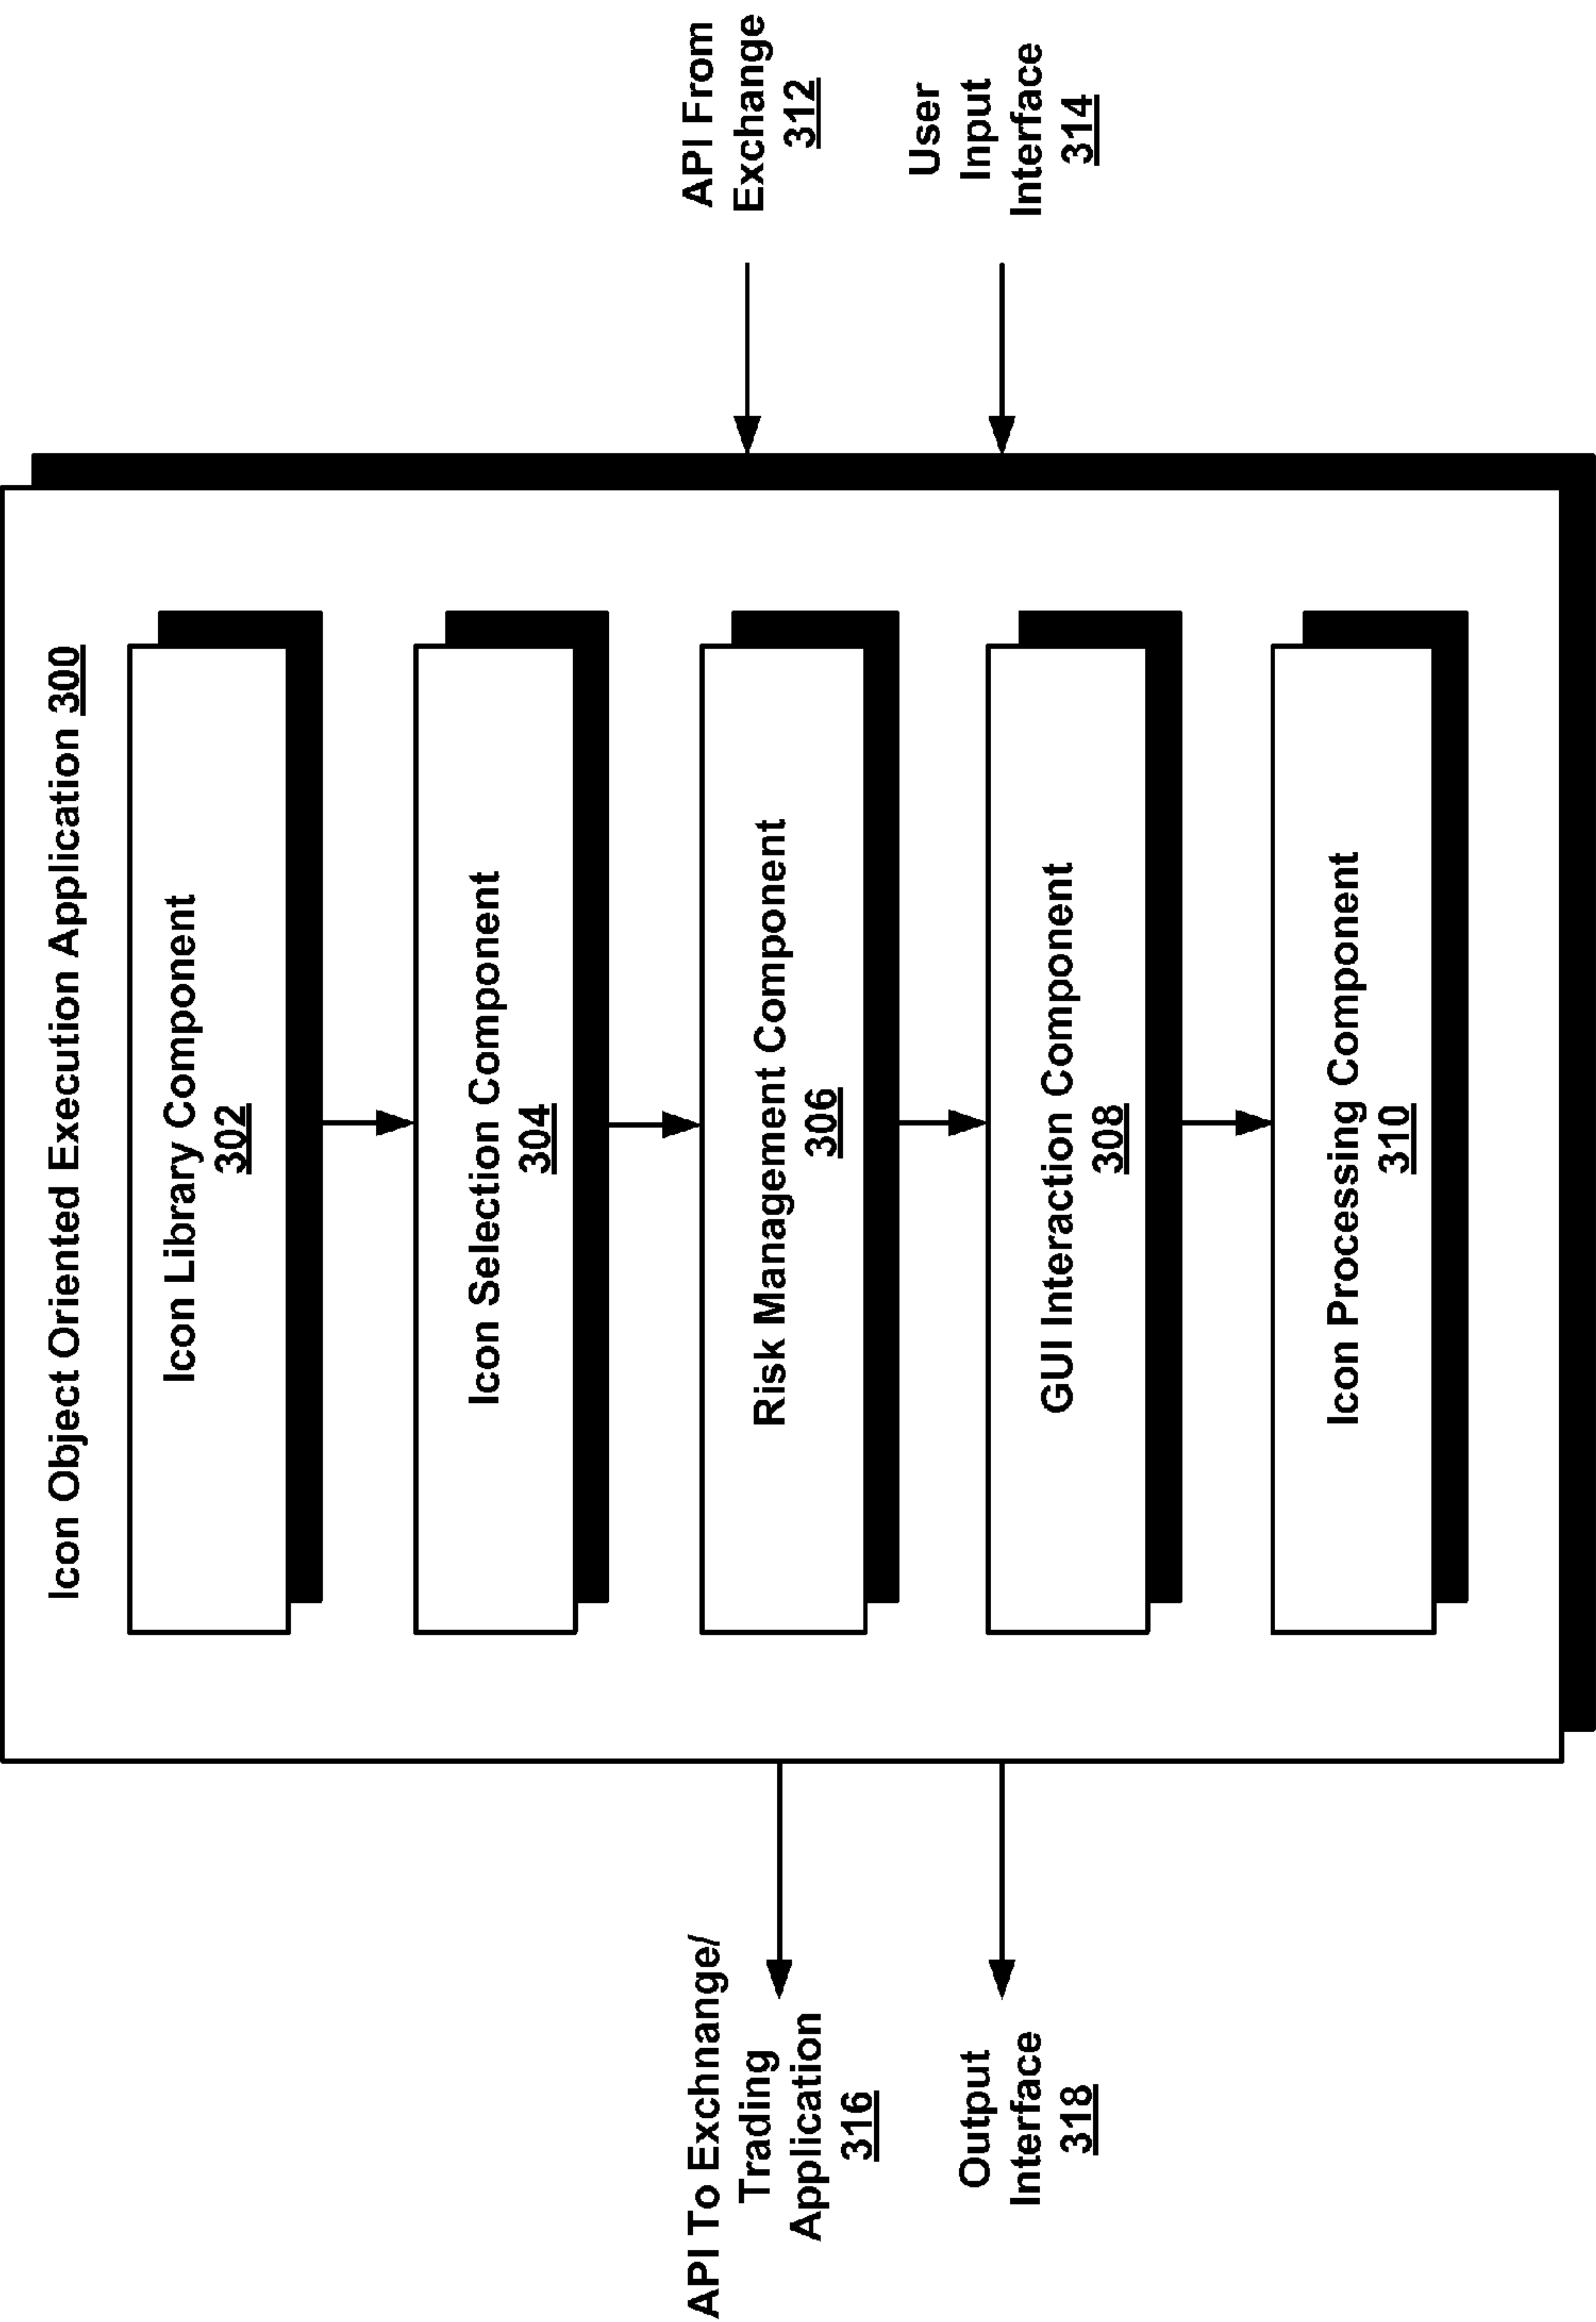 Icon Object Oriented Execution Application 300
Icon Library Component
302
Icon Selection Component
304
Risk Management Component
306
GUI Interaction Component
308
Icon Processing Component
310
API To Exchnange/
Trading
Application
316
Output
Interface
318
API From
Exchange
312
User
Input
Interface
314